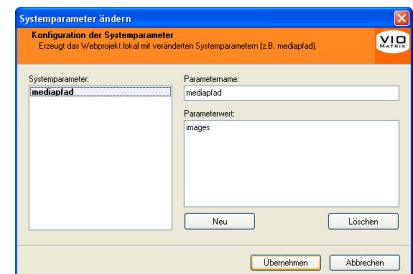 Systemparameter ändern
Konfiguration der Systemparameter
Erzeugt das Webprojekt lokal mit veränderten Systemparametern (z.B. mediapfad).
VIO
MATRIX
Systemparameter:
mediapfad
Parametername:
mediapfad
Parameterwert:
images
Neu
Löschen
Übernehmen
Abbrechen